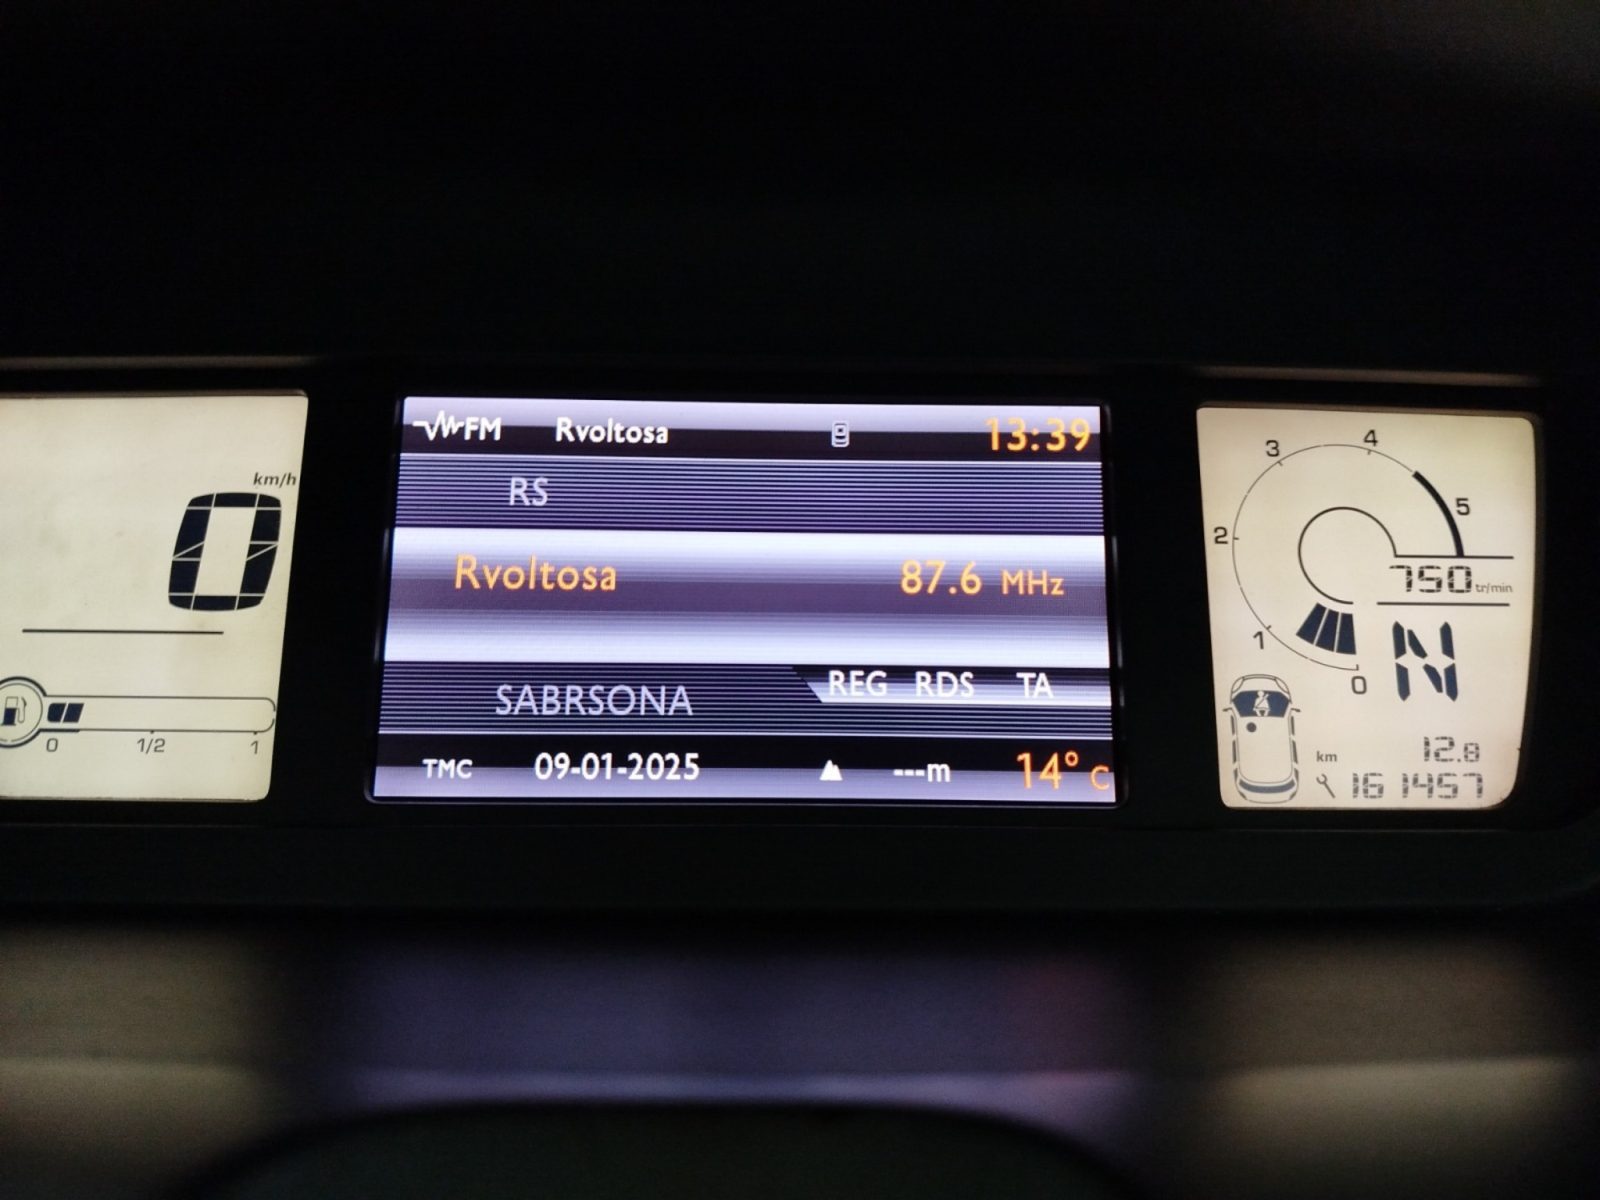 km/h
0
0 1/2 1
FM Rvoltosa 13:39
RS
Rvoltosa 87.6 MHz
SABRSONA REG RDS TA
TMC 09-01-2025 ---m 14° C
0 1 2 3 4 5
750 tr/min
N
km 12.8
161457